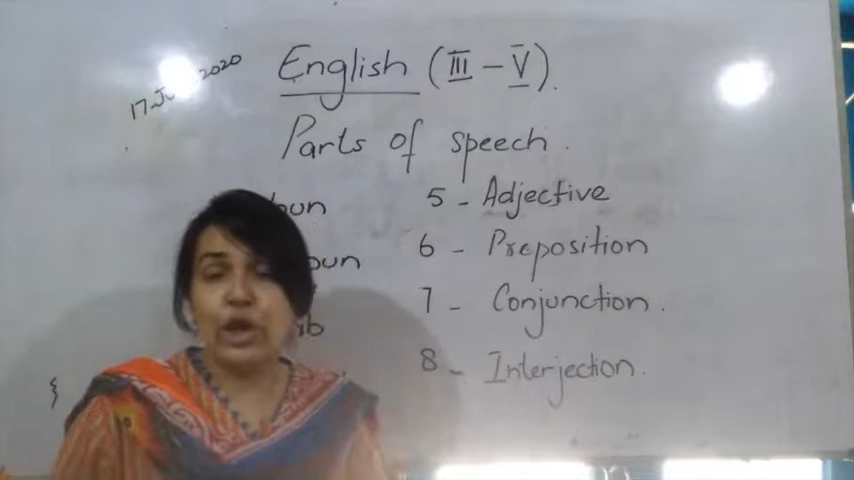 17 2020
English (III - V).
Parts of speech.
5 - Adjective
6 - Preposition
7 - Conjunction.
8 - Interjection.